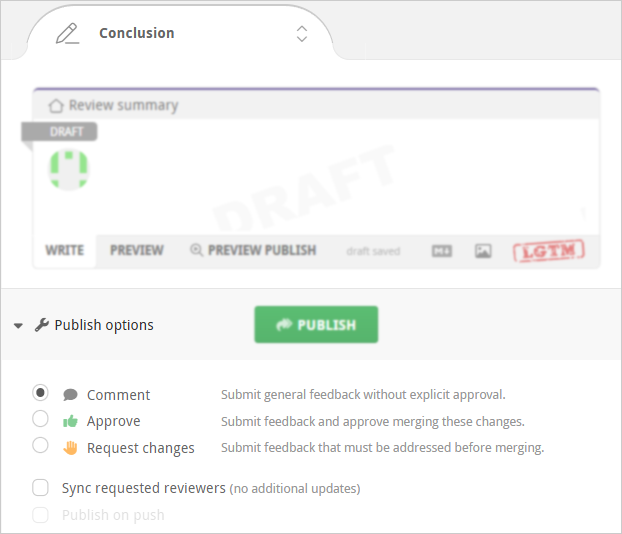 Conclusion
Review summary
DRAFT
DRAFT
WRITE PREVIEW PREVIEW PUBLISH draft saved LGTM
Publish options PUBLISH
Comment Submit general feedback without explicit approval.
Approve Submit feedback and approve merging these changes.
Request changes Submit feedback that must be addressed before merging.
Sync requested reviewers (no additional updates)
Publish on push